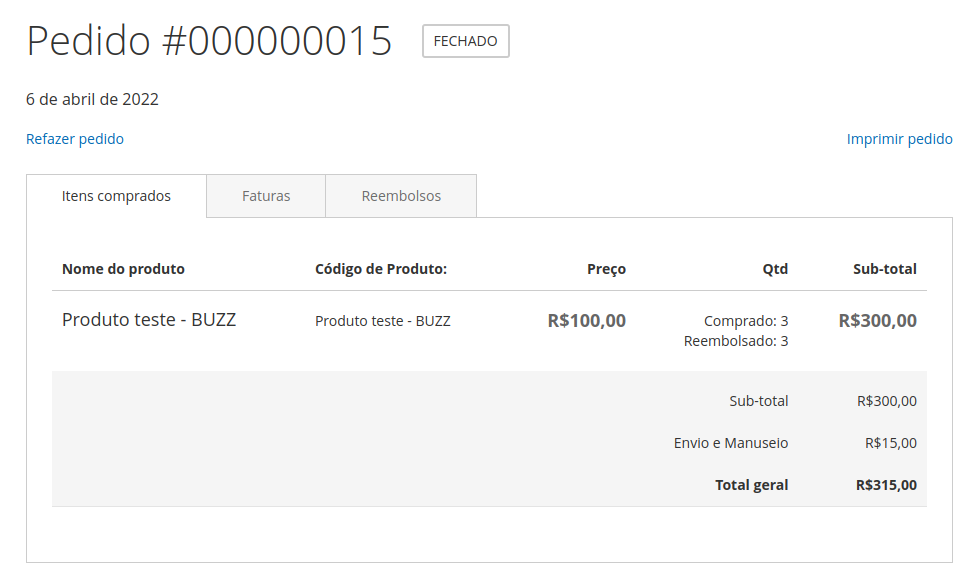 Pedido #000000015 FECHADO
6 de abril de 2022
Refazer pedido Imprimir pedido
Itens comprados Faturas Reembolsos
Nome do produto Código de Produto: Preço Qtd Sub-total
Produto teste - BUZZ Produto teste - BUZZ R$100,00 Comprado: 3 R$300,00
Reembolsado: 3
Sub-total R$300,00
Envio e Manuseio R$15,00
Total geral R$315,00